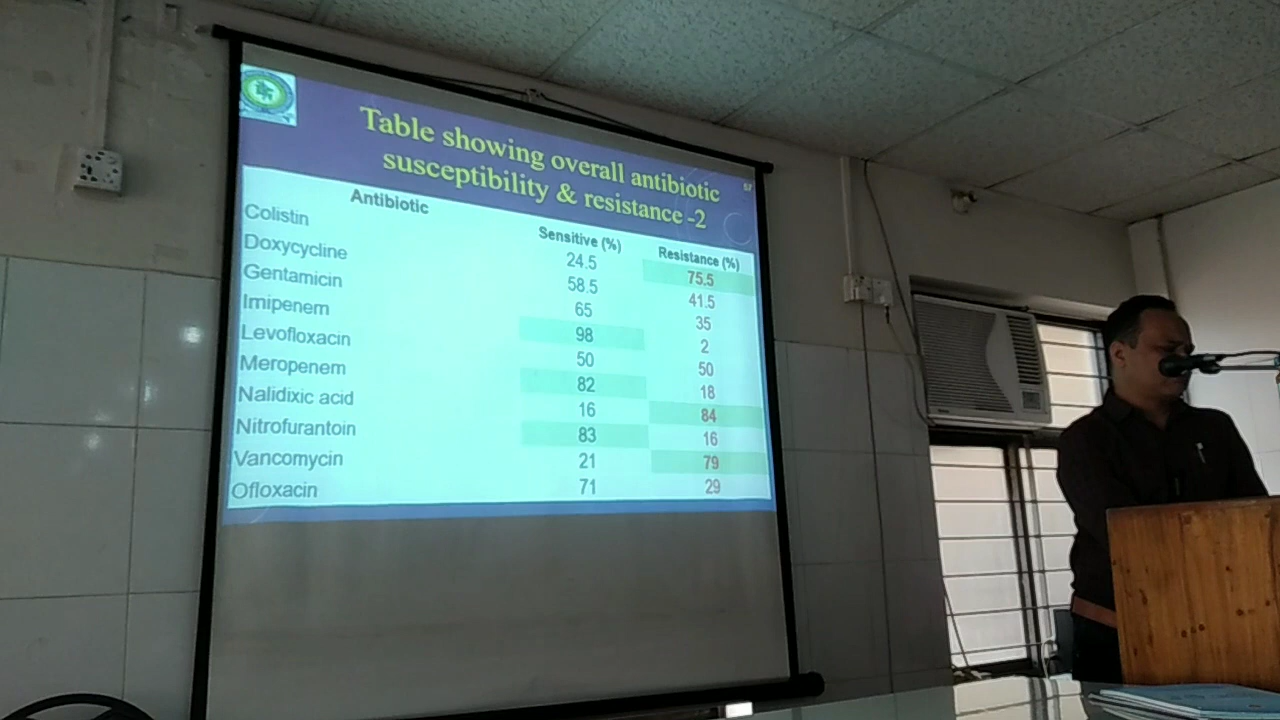 Table showing overall antibiotic
susceptibility & resistance -2
57
Antibiotic Sensitive (%) Resistance (%)
Colistin 24.5 75.5
Doxycycline 58.5 41.5
Gentamicin 65 35
Imipenem 98 2
Levofloxacin 50 50
Meropenem 82 18
Nalidixic acid 16 84
Nitrofurantoin 83 16
Vancomycin 21 79
Ofloxacin 71 29